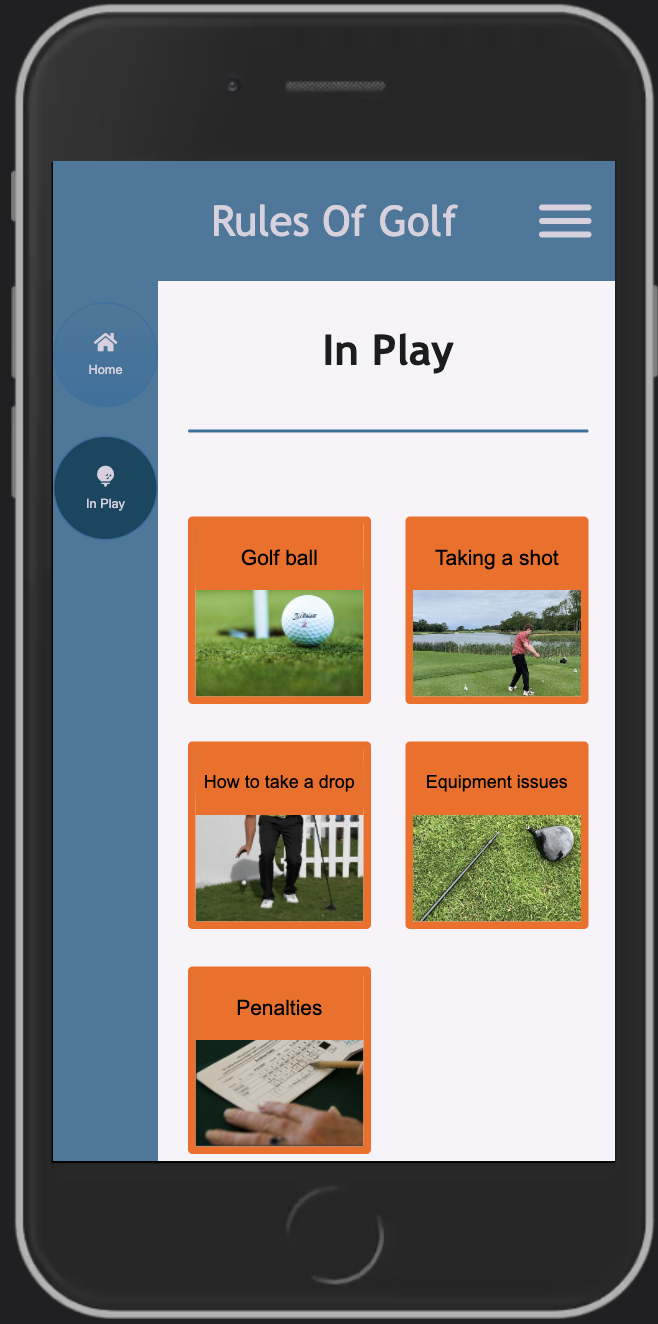 Rules Of Golf
Home
In Play
In Play
Golf ball
Taking a shot
How to take a drop
Equipment issues
Penalties